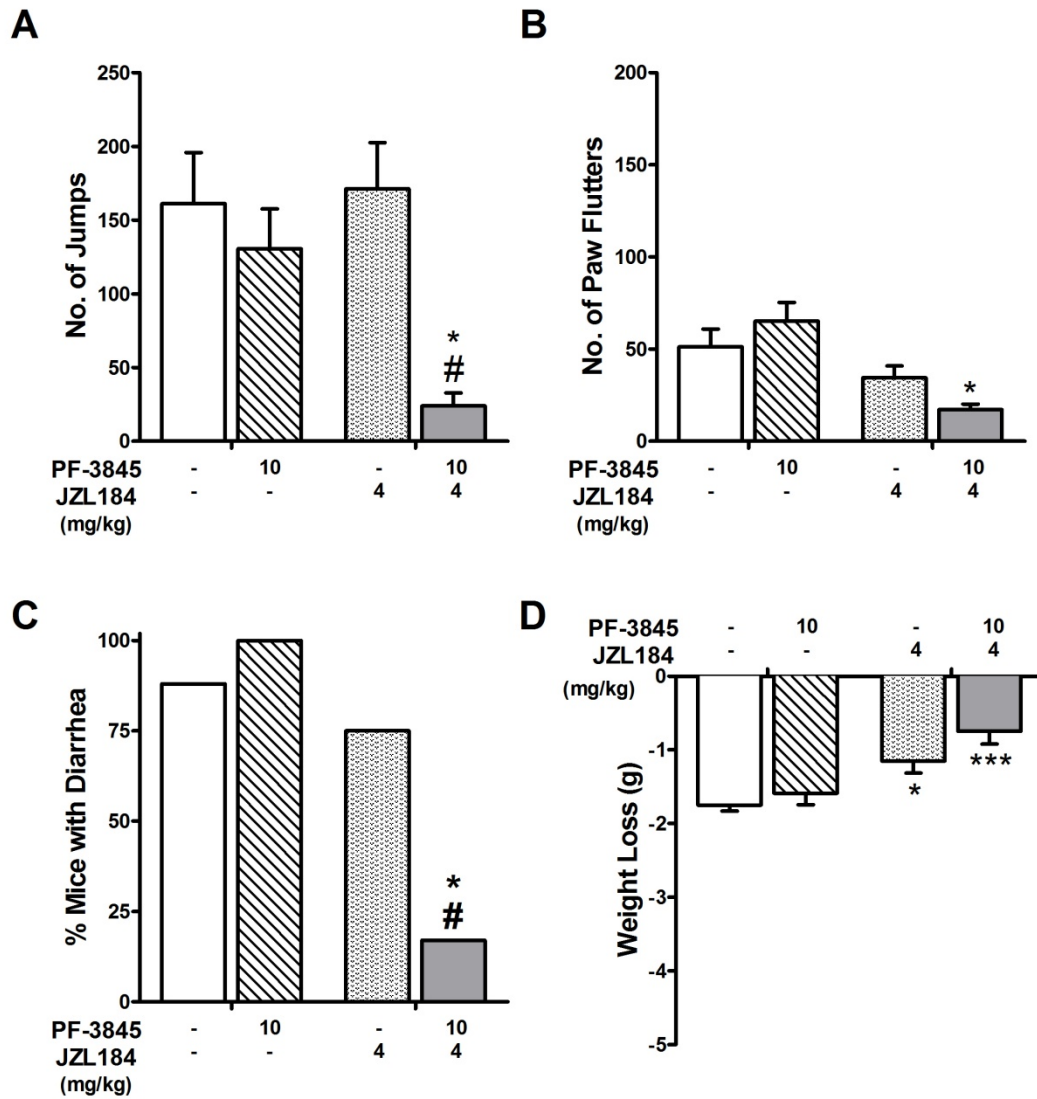 A
250
200
150
100
50
0
No. of Jumps
*
#
PF-3845 - 10 - 10
JZL184 - - 4 4
(mg/kg)
B
200
150
100
50
0
No. of Paw Flutters
*
PF-3845 - 10 - 10
JZL184 - - 4 4
(mg/kg)
C
100
75
50
25
0
% Mice with Diarrhea
*
#
PF-3845 - 10 - 10
JZL184 - - 4 4
(mg/kg)
D
PF-3845 - 10 - 10
JZL184 - - 4 4
(mg/kg)
0
-1
-2
-3
-4
-5
Weight Loss (g)
*
***